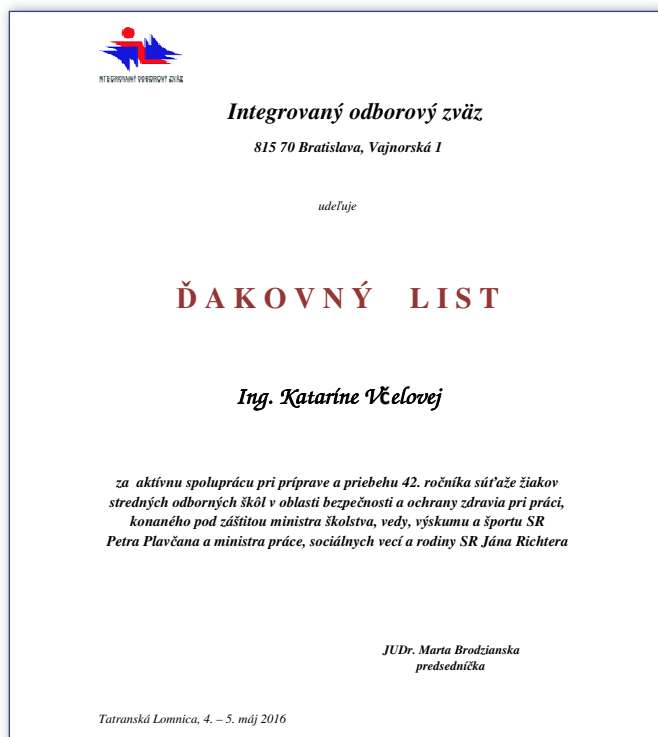 INTEGROVANÝ ODBOROVÝ ZVÄZ
Integrovaný odborový zväz
815 70 Bratislava, Vajnorská 1
udeľuje
ĎAKOVNÝ LIST
Ing. Kataríne Včelovej
za aktívnu spoluprácu pri príprave a priebehu 42. ročníka súťaže žiakov
stredných odborných škôl v oblasti bezpečnosti a ochrany zdravia pri práci,
konaného pod záštitou ministra školstva, vedy, výskumu a športu SR
Petra Plavčana a ministra práce, sociálnych vecí a rodiny SR Jána Richtera
JUDr. Marta Brodzianska
predsedníčka
Tatranská Lomnica, 4. – 5. máj 2016